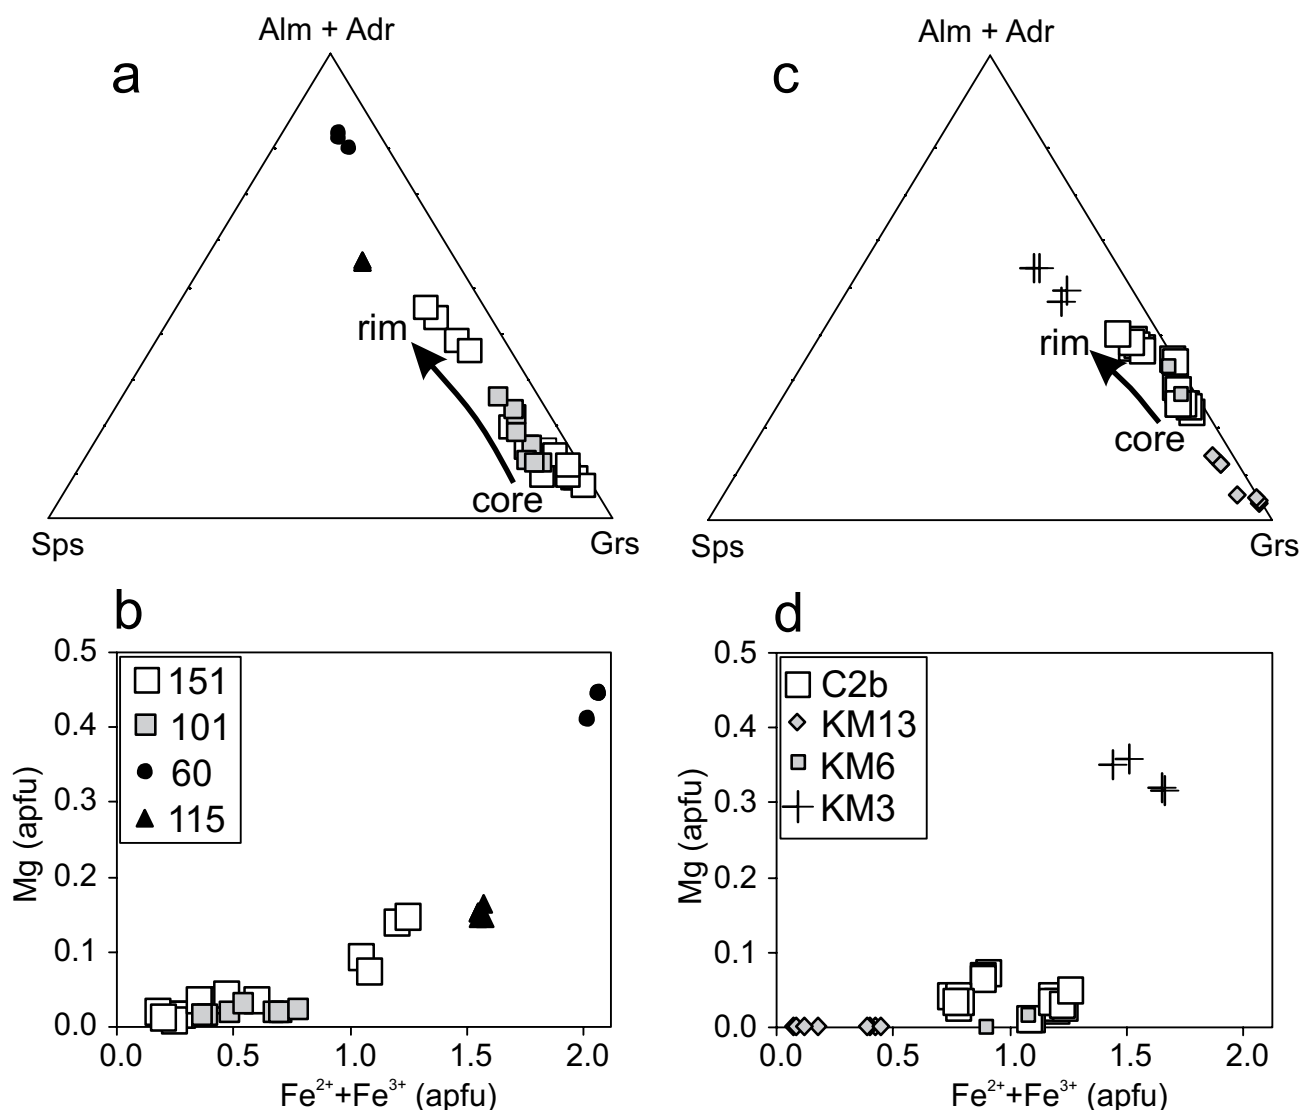 a
Alm + Adr
rim
core
Sps
Grs
c
Alm + Adr
rim
core
Sps
Grs
b
0.5
0.4
0.3
0.2
0.1
0.0
Mg (apfu)
151
101
60
115
0.0 0.5 1.0 1.5 2.0
Fe²⁺+Fe³⁺ (apfu)
d
0.5
0.4
0.3
0.2
0.1
0.0
Mg (apfu)
C2b
KM13
KM6
KM3
0.0 0.5 1.0 1.5 2.0
Fe²⁺+Fe³⁺ (apfu)